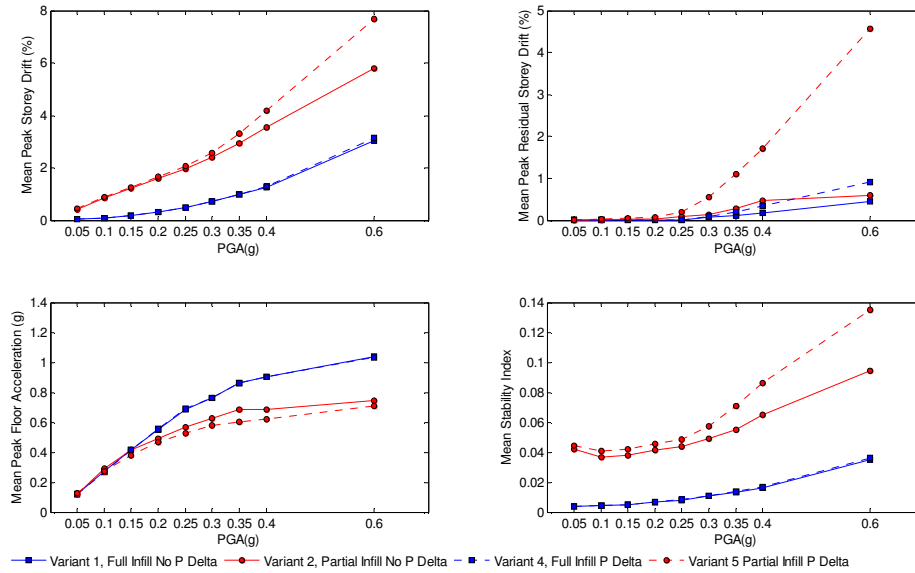 Mean Peak Storey Drift (%)
8
6
4
2
0
0.05 0.1 0.15 0.2 0.25 0.3 0.35 0.4 0.6
PGA(g)
Mean Peak Residual Storey Drift (%)
5
4
3
2
1
0
0.05 0.1 0.15 0.2 0.25 0.3 0.35 0.4 0.6
PGA(g)
Mean Peak Floor Acceleration (g)
1.4
1.2
1
0.8
0.6
0.4
0.2
0
0.05 0.1 0.15 0.2 0.25 0.3 0.35 0.4 0.6
PGA(g)
Mean Stability Index
0.14
0.12
0.1
0.08
0.06
0.04
0.02
0
0.05 0.1 0.15 0.2 0.25 0.3 0.35 0.4 0.6
PGA(g)
Variant 1, Full Infill No P Delta Variant 2, Partial Infill No P Delta Variant 4, Full Infill P Delta Variant 5 Partial Infill P Delta